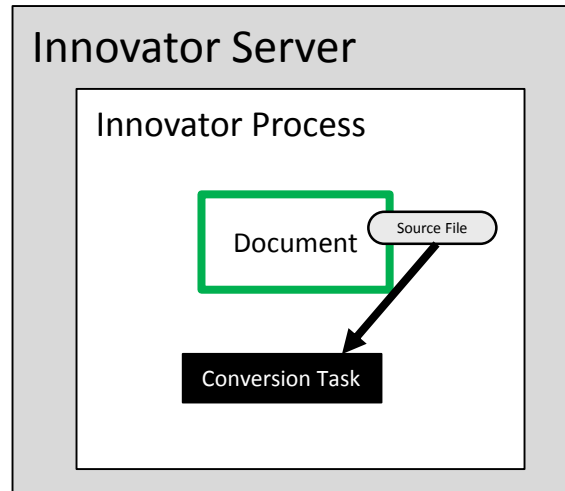 Innovator Server
Innovator Process
Document
Source File
Conversion Task